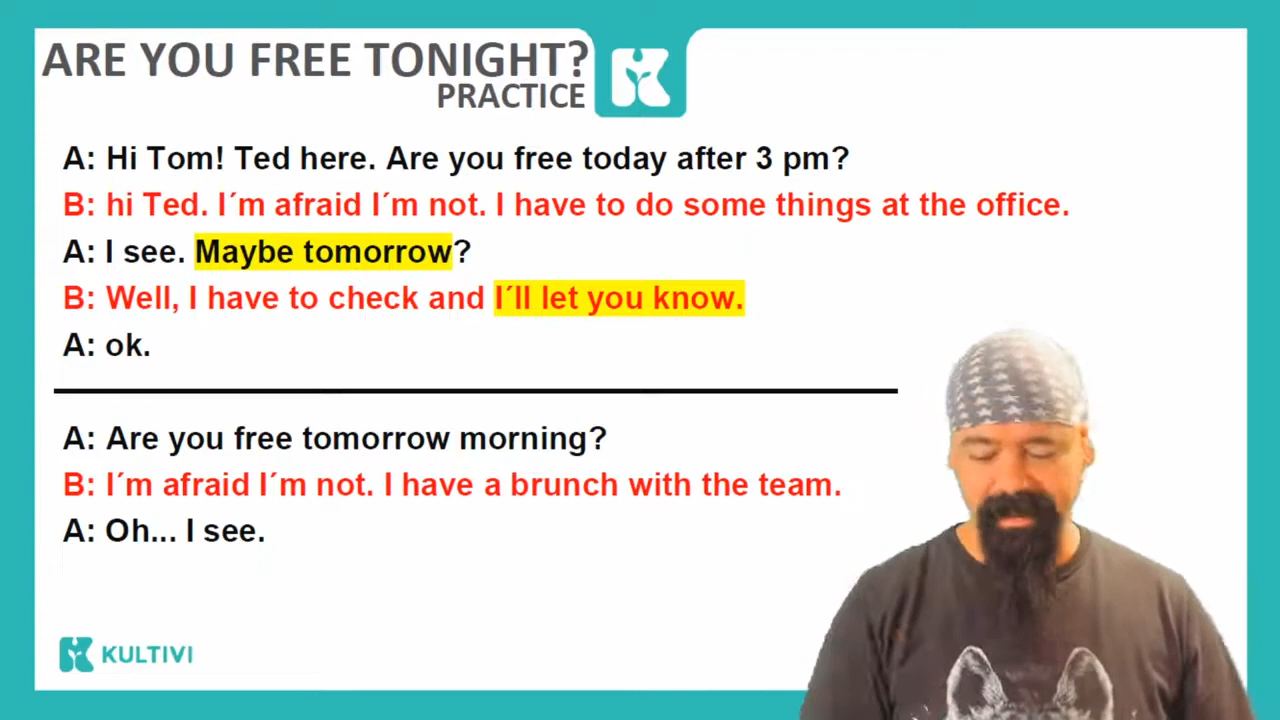 ARE YOU FREE TONIGHT?
PRACTICE
A: Hi Tom! Ted here. Are you free today after 3 pm?
B: hi Ted. I´m afraid I´m not. I have to do some things at the office.
A: I see. Maybe tomorrow?
B: Well, I have to check and I´ll let you know.
A: ok.
A: Are you free tomorrow morning?
B: I´m afraid I´m not. I have a brunch with the team.
A: Oh... I see.
KULTIVI